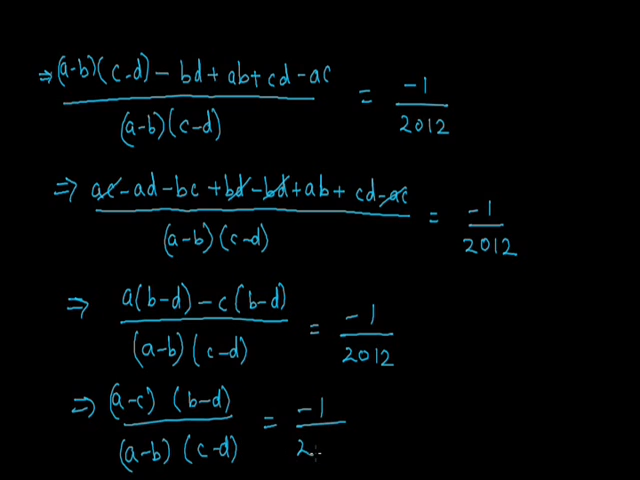 ⇒ (a-b)(c-d) - bd + ab + cd - ac / (a-b)(c-d) = -1 / 2012
⇒ ac - ad - bc + bd - bd + ab + cd - ac / (a-b)(c-d) = -1 / 2012
⇒ a(b-d) - c(b-d) / (a-b)(c-d) = -1 / 2012
⇒ (a-c)(b-d) / (a-b)(c-d) = -1 / 2